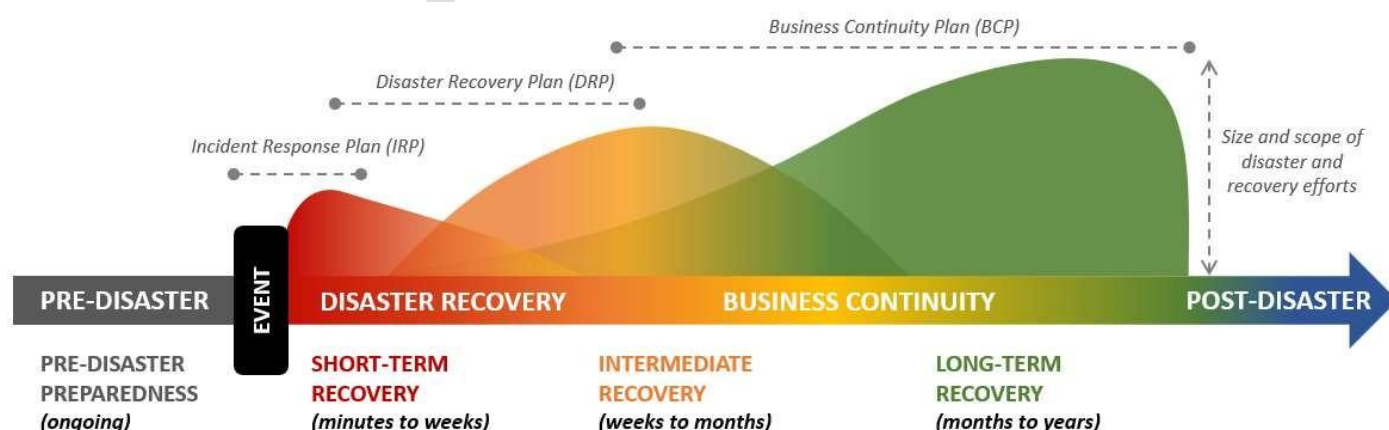 Business Continuity Plan (BCP)
Disaster Recovery Plan (DRP)
Incident Response Plan (IRP)
Size and scope of
disaster and
recovery efforts
PRE-DISASTER
EVENT
DISASTER RECOVERY
BUSINESS CONTINUITY
POST-DISASTER
PRE-DISASTER
PREPAREDNESS
(ongoing)
SHORT-TERM
RECOVERY
(minutes to weeks)
INTERMEDIATE
RECOVERY
(weeks to months)
LONG-TERM
RECOVERY
(months to years)